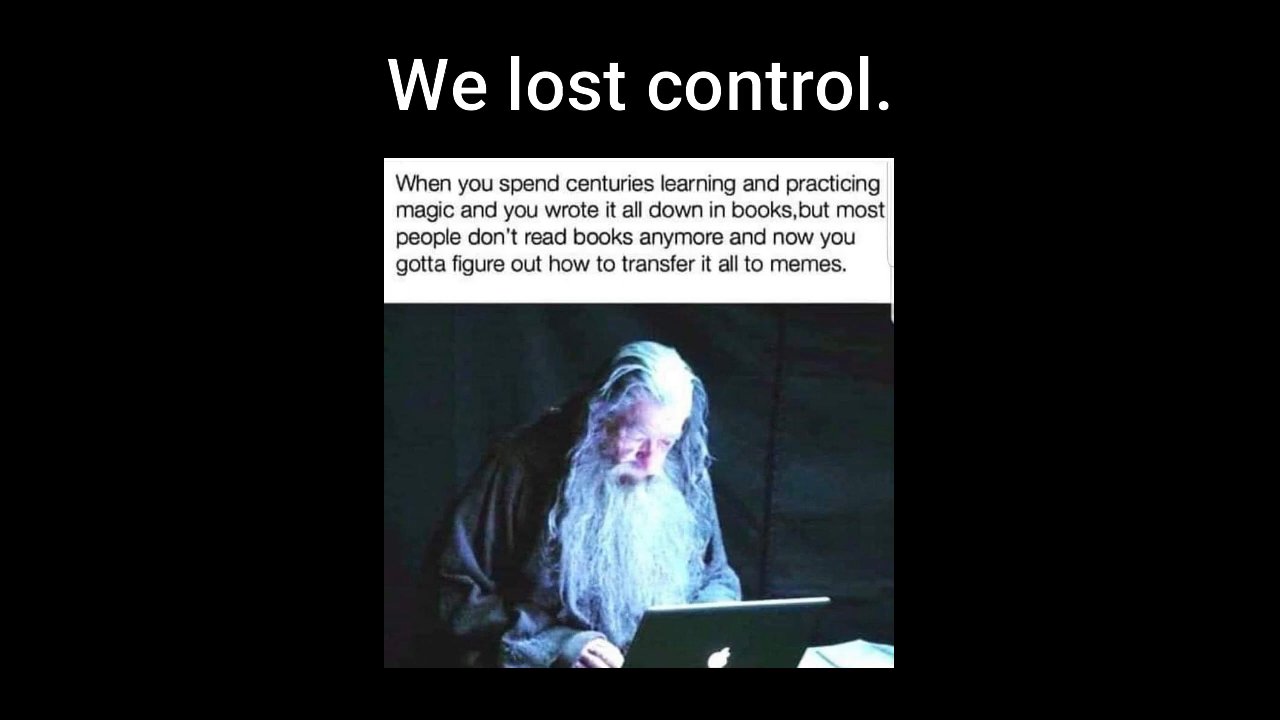 We lost control.
When you spend centuries learning and practicing
magic and you wrote it all down in books,but most
people don't read books anymore and now you
gotta figure out how to transfer it all to memes.